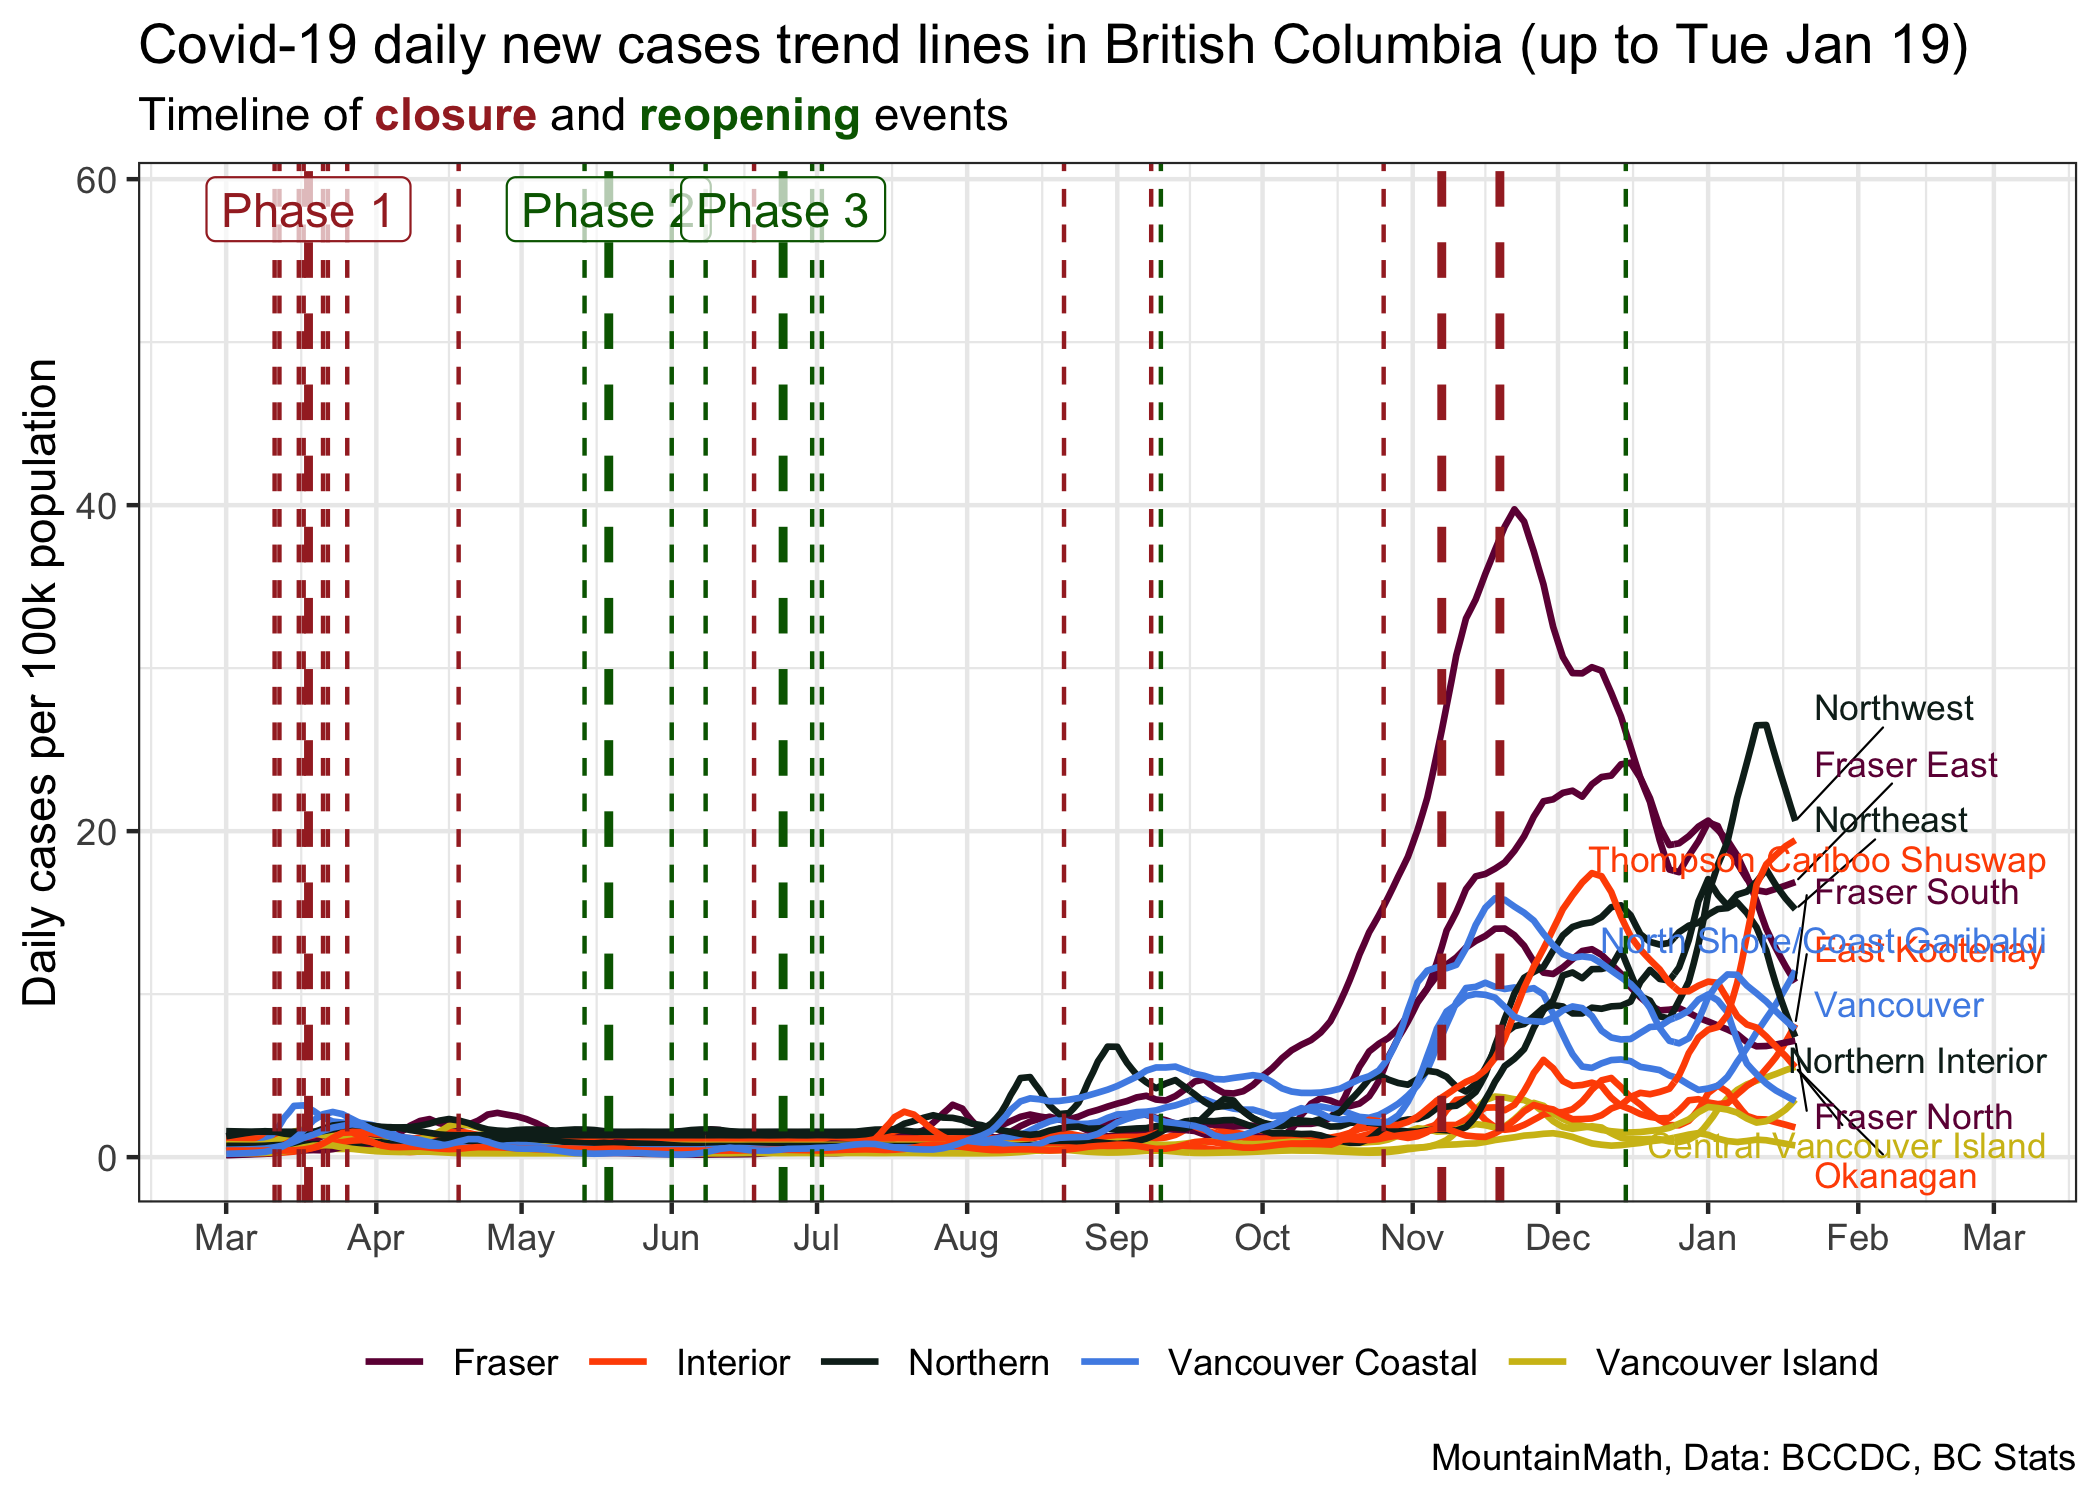 Covid-19 daily new cases trend lines in British Columbia (up to Tue Jan 19)
Timeline of closure and reopening events
Daily cases per 100k population
60
40
20
0
Phase 1
Phase 2
Phase 3
Northwest
Fraser East
Northeast
Thompson Cariboo Shuswap
Fraser South
North Shore/Coast Garibaldi
East Kootenay
Vancouver
Northern Interior
Fraser North
Central Vancouver Island
Okanagan
Mar Apr May Jun Jul Aug Sep Oct Nov Dec Jan Feb Mar
Fraser Interior Northern Vancouver Coastal Vancouver Island
MountainMath, Data: BCCDC, BC Stats